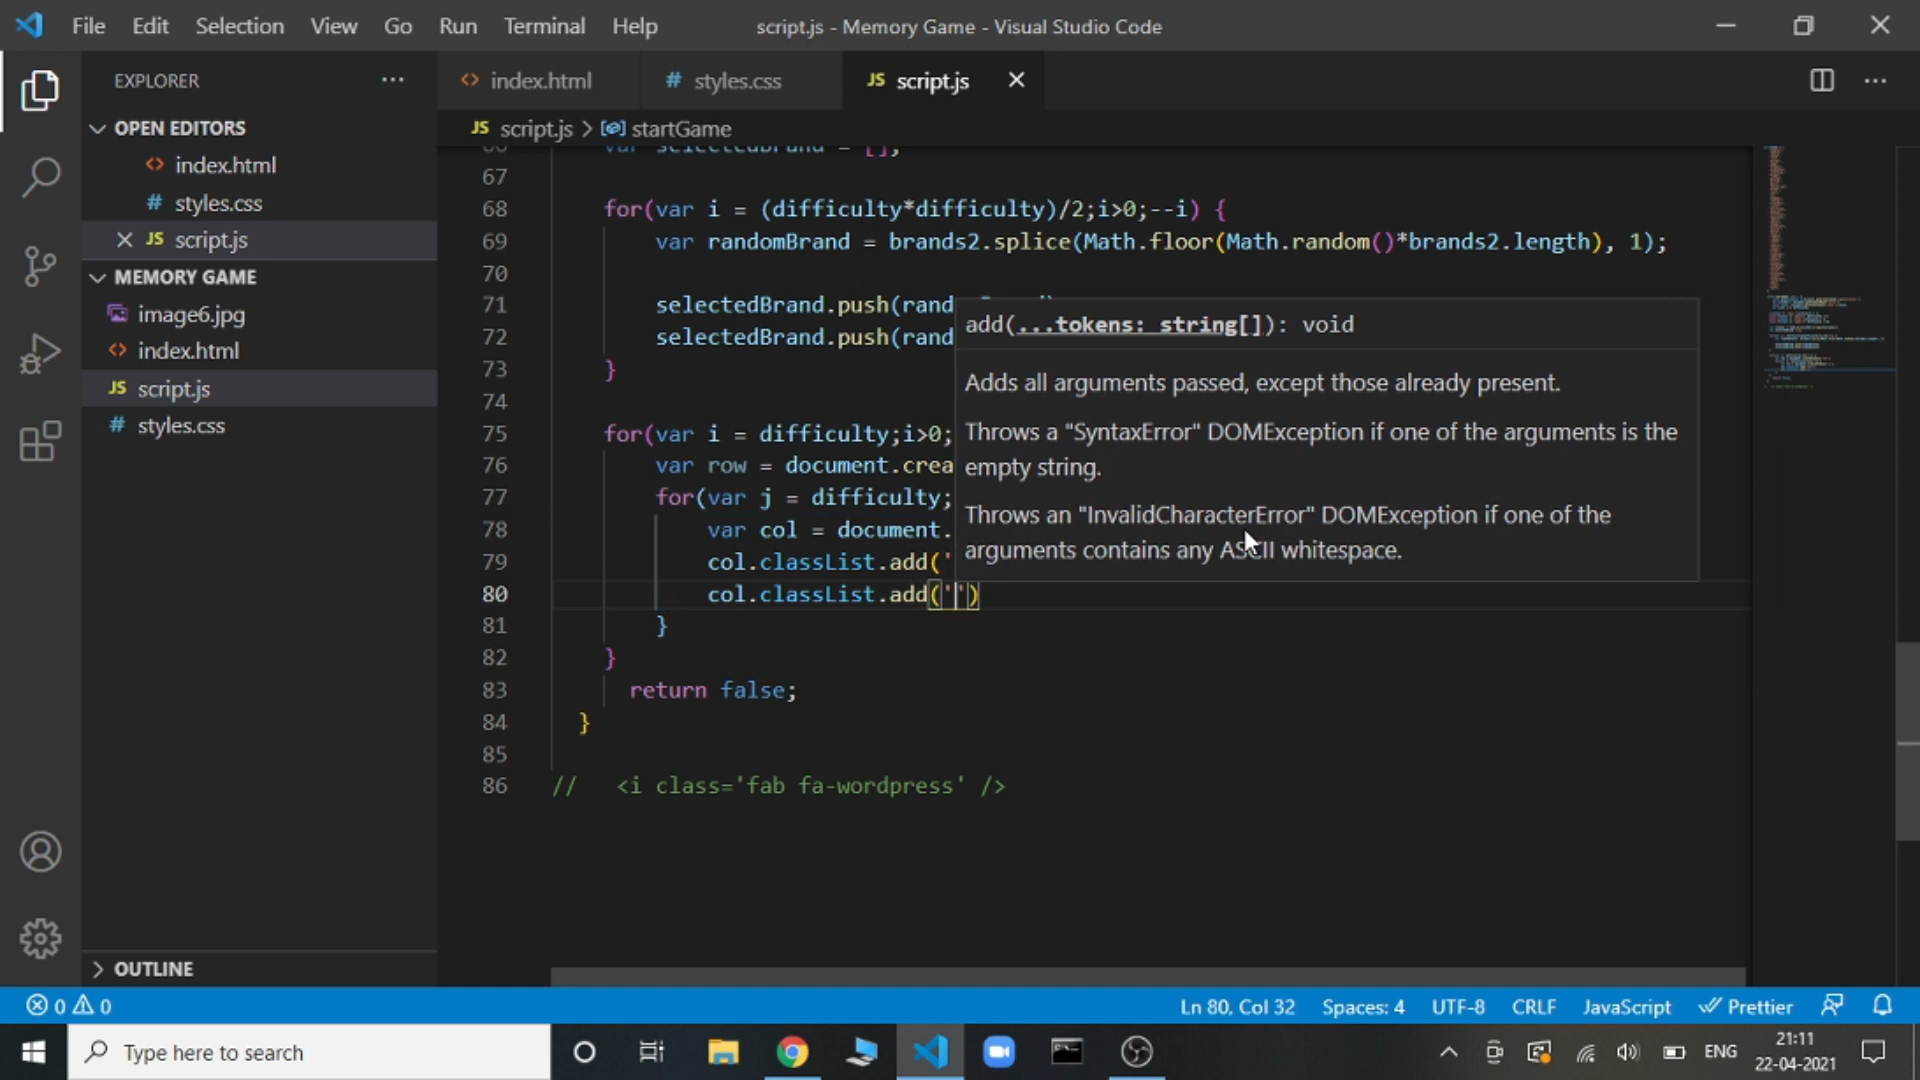 File Edit Selection View Go Run Terminal Help
script.js - Memory Game - Visual Studio Code
EXPLORER
OPEN EDITORS
<> index.html
# styles.css
JS script.js
MEMORY GAME
image6.jpg
<> index.html
JS script.js
# styles.css
OUTLINE
<> index.html
# styles.css
JS script.js
JS script.js > startGame
66 var selectedBrand = [];
67
68 for(var i = (difficulty*difficulty)/2;i>0;--i) {
69 var randomBrand = brands2.splice(Math.floor(Math.random()*brands2.length), 1);
70
71 selectedBrand.push(rand
72 selectedBrand.push(rand
73 }
74
75 for(var i = difficulty;i>0;
76 var row = document.crea
77 for(var j = difficulty;
78 var col = document.
79 col.classList.add('
80 col.classList.add('')
81 }
82 }
83 return false;
84 }
85
86 // <i class='fab fa-wordpress' />
add(...tokens: string[]): void
Adds all arguments passed, except those already present.
Throws a "SyntaxError" DOMException if one of the arguments is the
empty string.
Throws an "InvalidCharacterError" DOMException if one of the
arguments contains any ASCII whitespace.
0 0
Ln 80, Col 32 Spaces: 4 UTF-8 CRLF JavaScript Prettier
Type here to search
ENG
21:11
22-04-2021